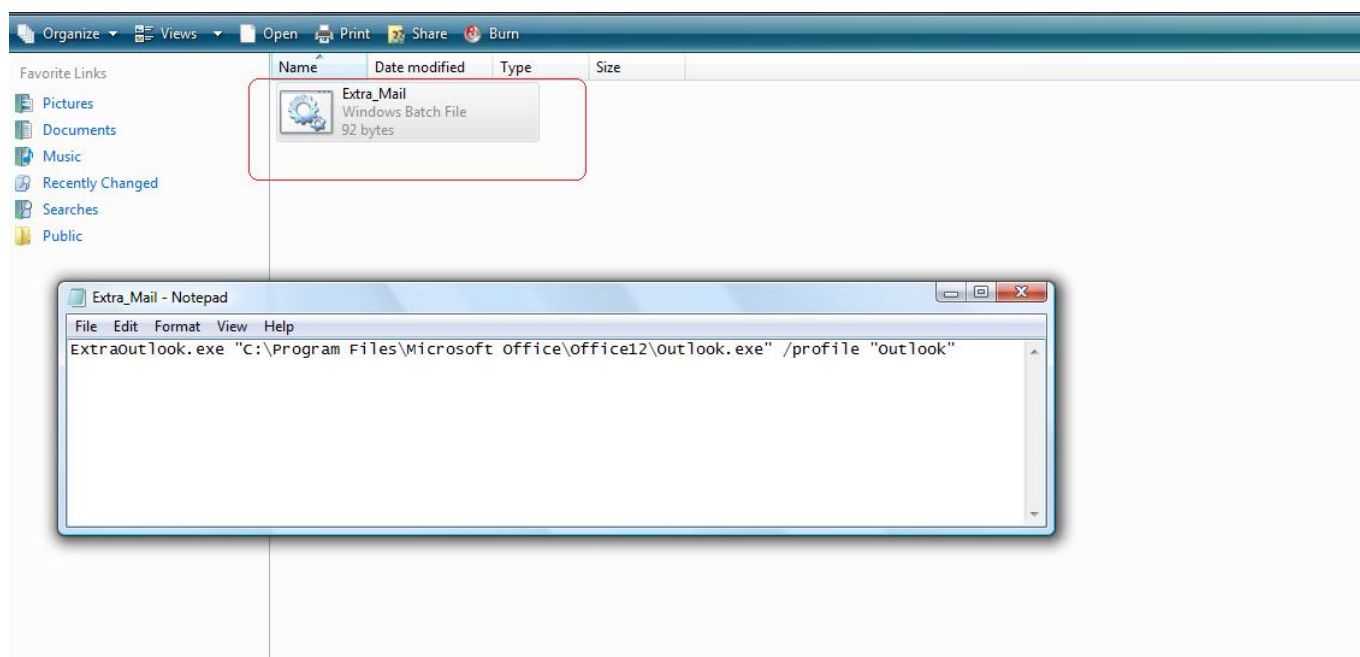 Organize Views Open Print Share Burn
Favorite Links
Name Date modified Type Size
Pictures
Documents
Music
Recently Changed
Searches
Public
Extra_Mail
Windows Batch File
92 bytes
Extra_Mail - Notepad
File Edit Format View Help
ExtraOutlook.exe "C:\Program Files\Microsoft Office\Office12\Outlook.exe" /profile "Outlook"